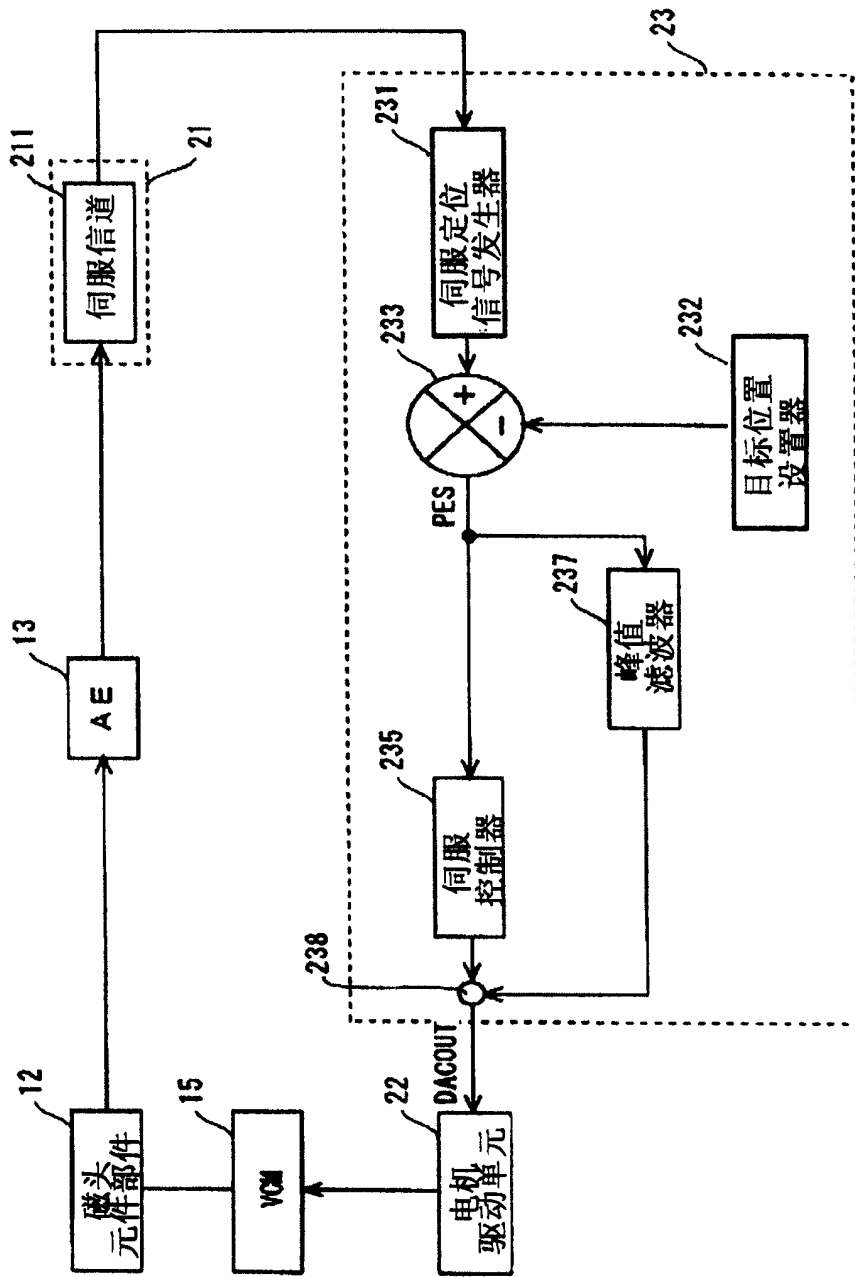 12
13
211
磁头
元件部件
AE
伺服信道
21
15
VCM
238
235
233
231
22
DACOUT
PES
电机
驱动单元
伺服
控制器
+
-
伺服定位
信号发生器
237
峰值
滤波器
232
目标位置
设置器
23